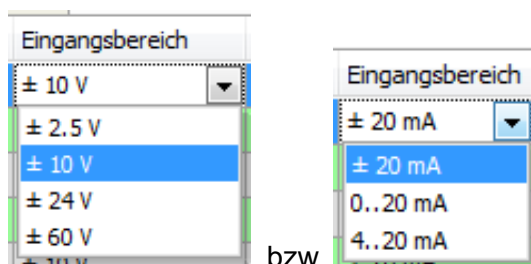 Eingangsbereich
± 10 V
± 2.5 V
± 10 V
± 24 V
± 60 V
bzw
Eingangsbereich
± 20 mA
± 20 mA
0..20 mA
4..20 mA